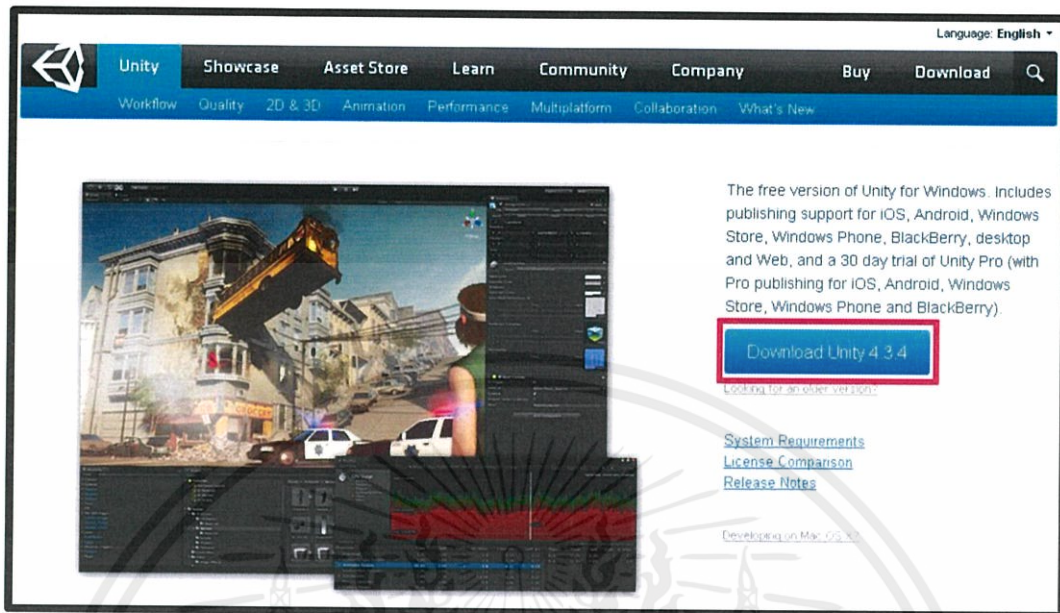 Language: English
Unity Showcase Asset Store Learn Community Company Buy Download
Workflow Quality 2D & 3D Animation Performance Multiplatform Collaboration What's New
The free version of Unity for Windows. Includes
publishing support for iOS, Android, Windows
Store, Windows Phone, BlackBerry, desktop
and Web, and a 30 day trial of Unity Pro (with
Pro publishing for iOS, Android, Windows
Store, Windows Phone and BlackBerry).
Download Unity 4.3.4
Looking for an older version?
System Requirements
License Comparison
Release Notes
Developing on Mac OS X?